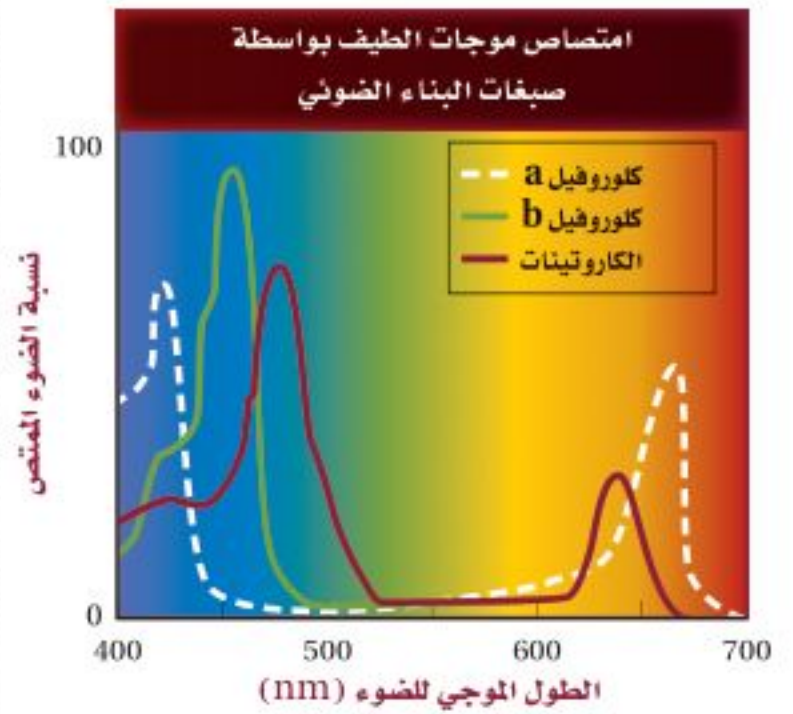 امتصاص موجات الطيف بواسطة
صبغات البناء الضوئي
100
كلوروفيل a
كلوروفيل b
الكاروتينات
نسبة الضوء الممتص
0
400 500 600 700
الطول الموجي للضوء (nm)